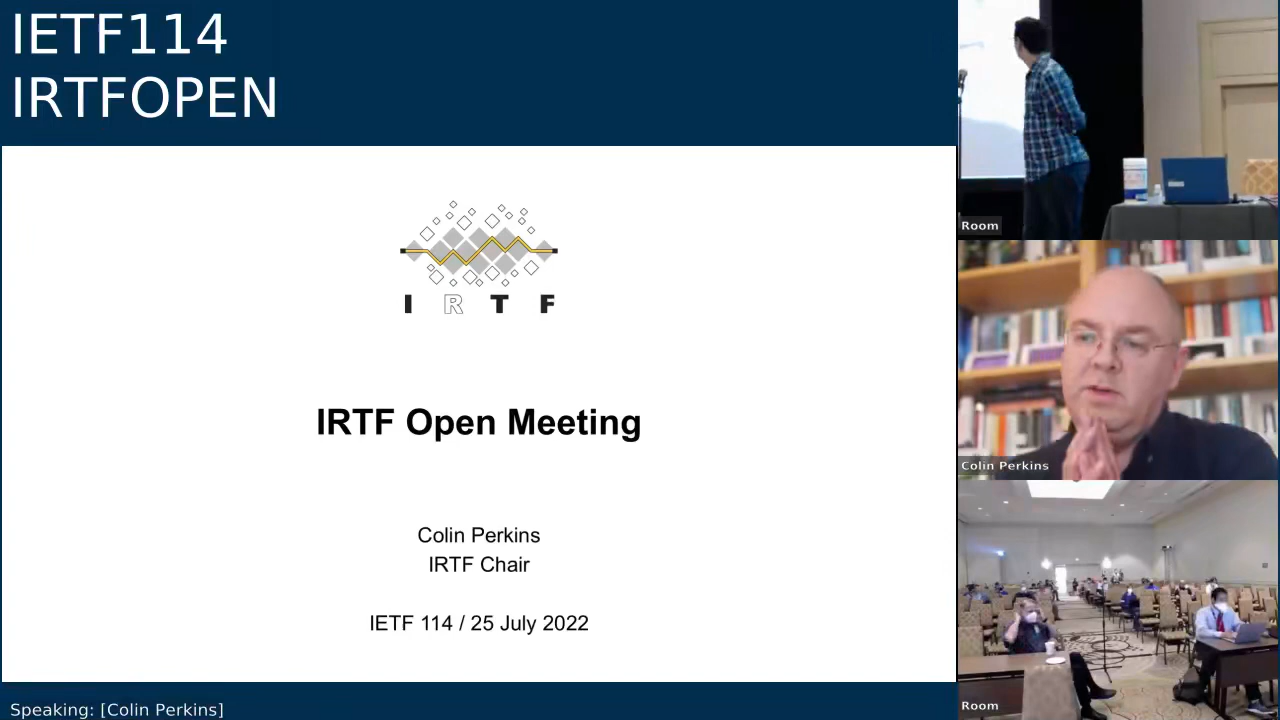 IETF114
IRTFOPEN
I R T F
IRTF Open Meeting
Colin Perkins
IRTF Chair
IETF 114 / 25 July 2022
Speaking: [Colin Perkins]
Room
Colin Perkins
Room